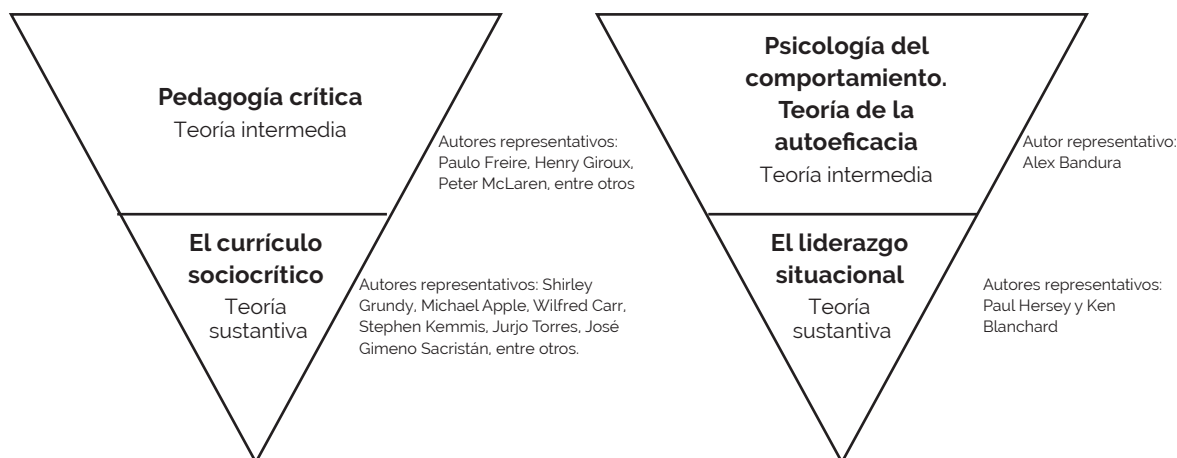 Pedagogía crítica
Teoría intermedia
Autores representativos:
Paulo Freire, Henry Giroux,
Peter McLaren, entre otros
El currículo
sociocrítico
Teoría
sustantiva
Autores representativos: Shirley
Grundy, Michael Apple, Wilfred Carr,
Stephen Kemmis, Jurjo Torres, José
Gimeno Sacristán, entre otros.
Psicología del
comportamiento.
Teoría de la
autoeficacia
Teoría intermedia
Autor representativo:
Alex Bandura
El liderazgo
situacional
Teoría
sustantiva
Autores representativos:
Paul Hersey y Ken
Blanchard